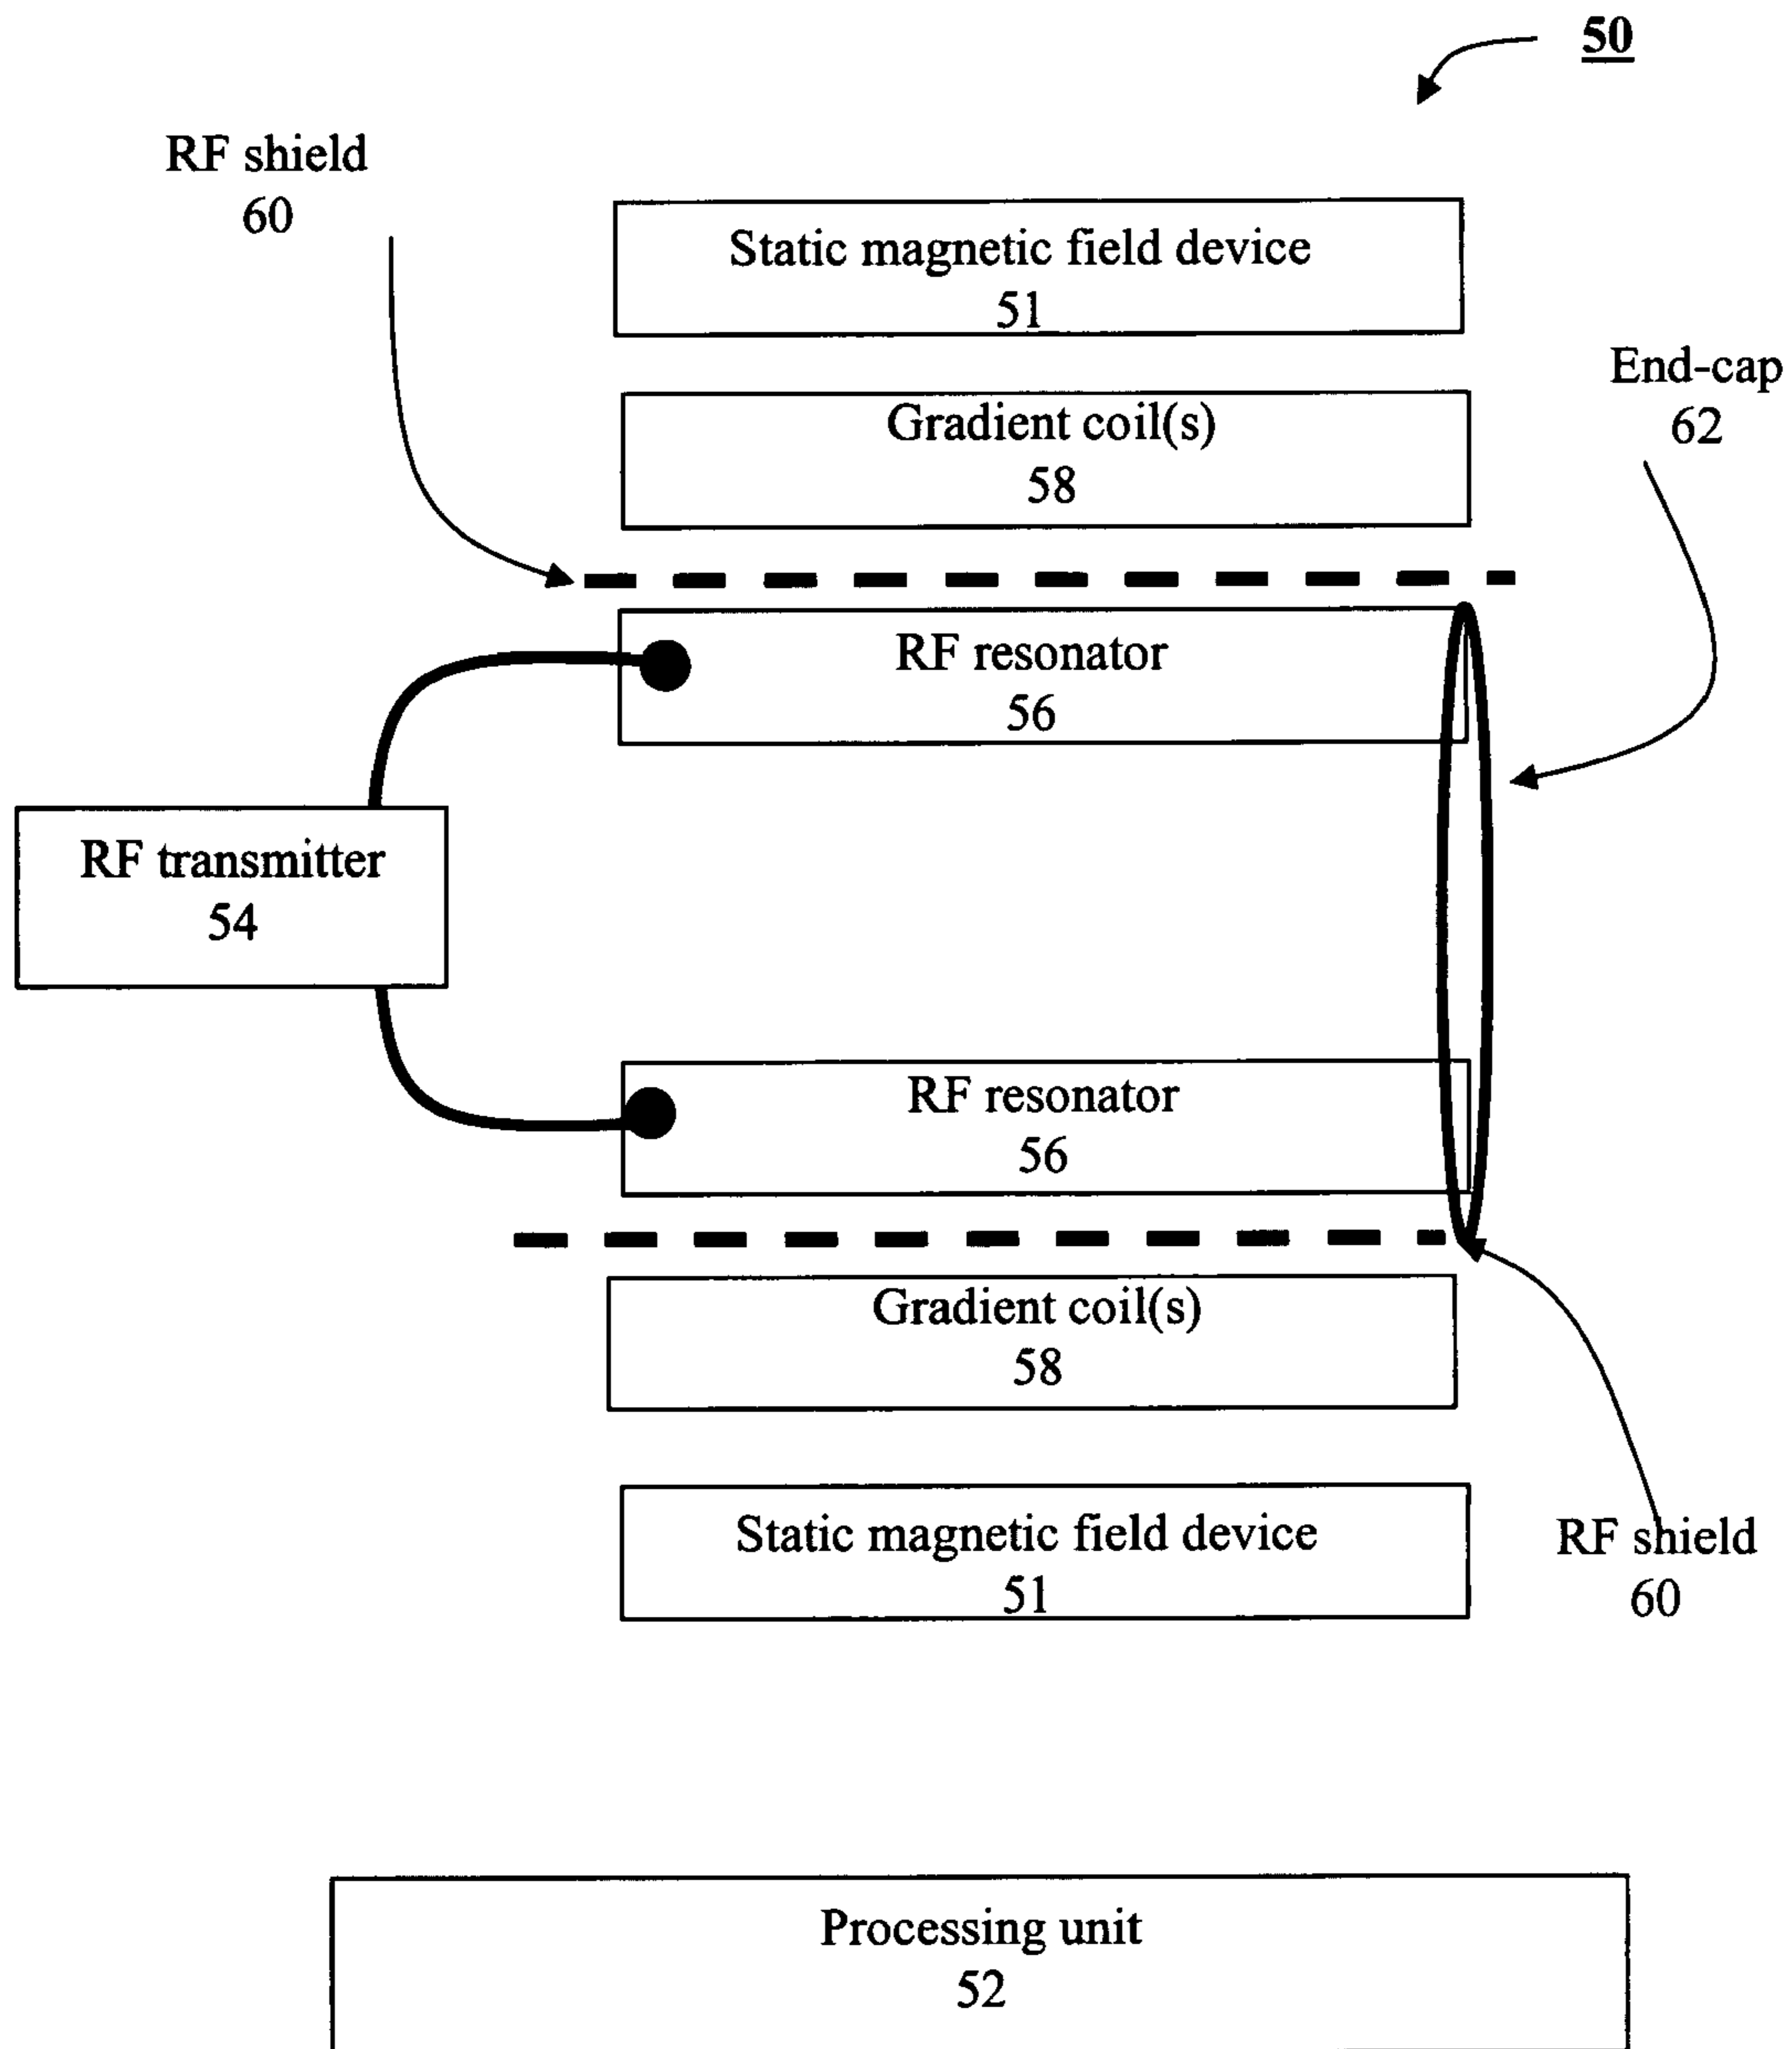 50
RF shield
60
Static magnetic field device
51
End-cap
62
Gradient coil(s)
58
RF resonator
56
RF transmitter
54
RF resonator
56
Gradient coil(s)
58
Static magnetic field device
51
RF shield
60
Processing unit
52